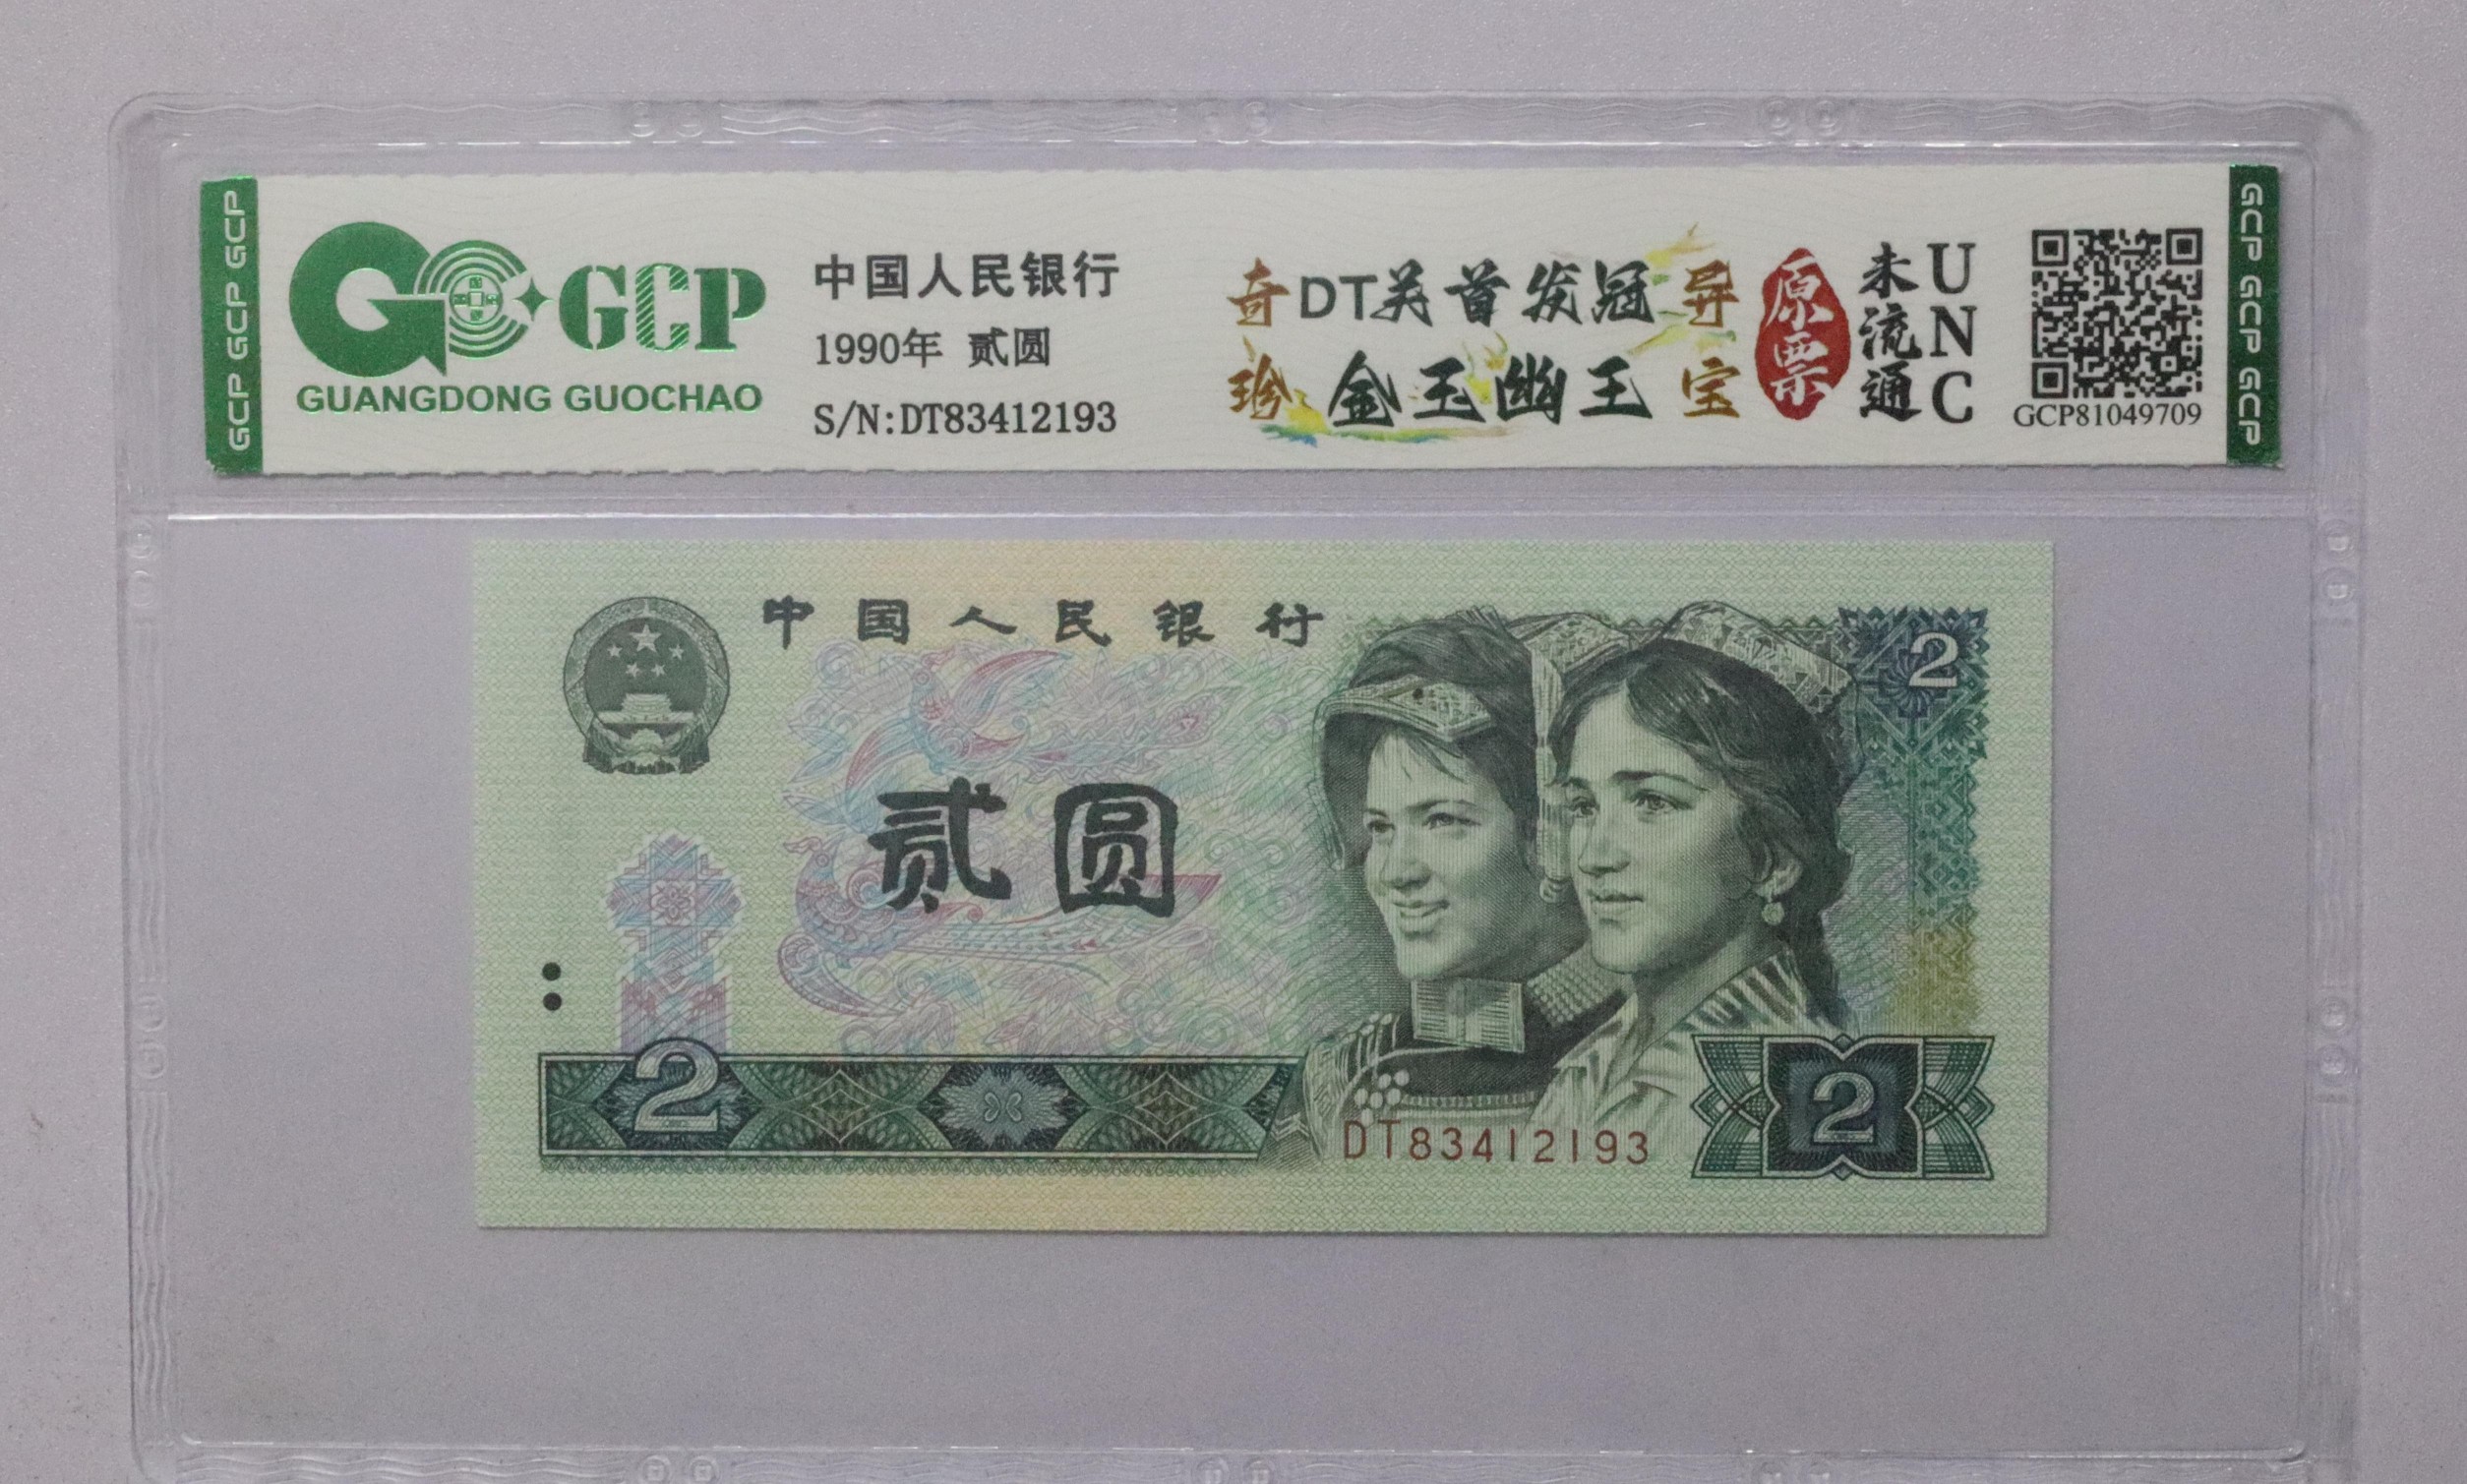 GCP GCP GCP
GCP
GUANGDONG GUOCHAO
中国人民银行
1990年 贰圆
S/N:DT83412193
奇DT关首发冠异
珍金玉幽王宝
原票
未流通
UNC
GCP81049709
GCP GCP GCP
中国人民银行
2
贰圆
2
DT83412193
2